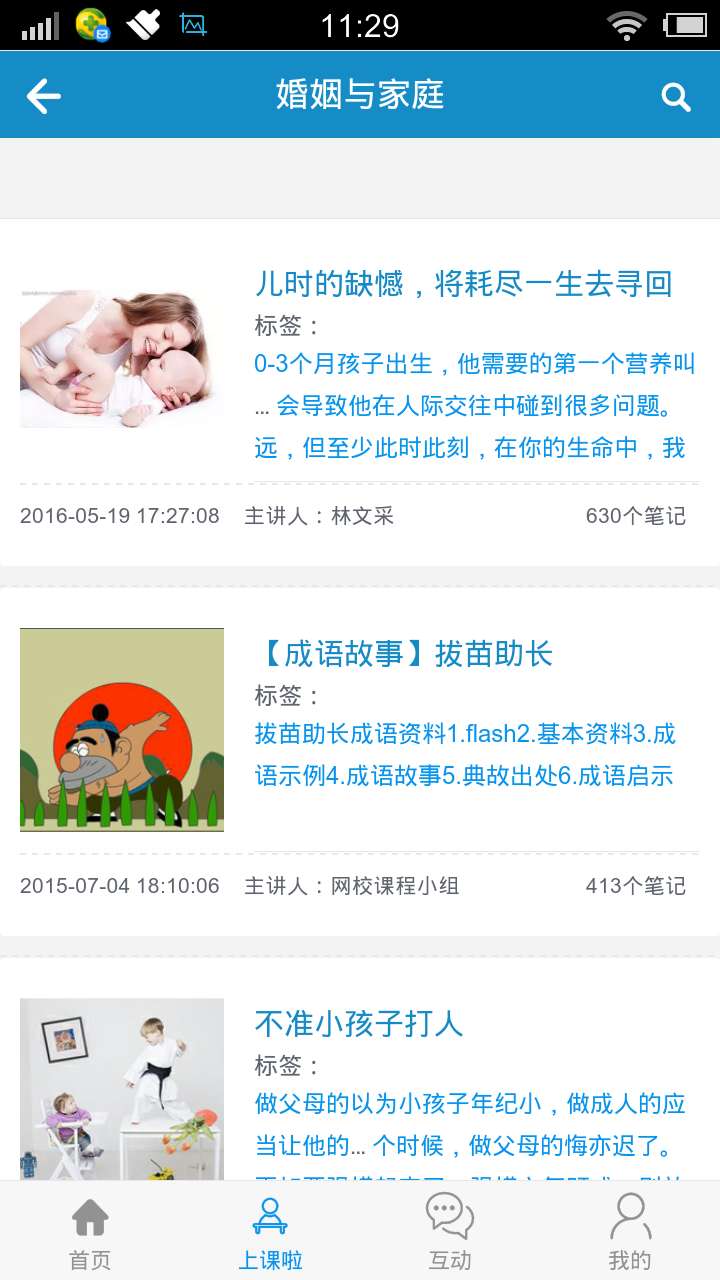 11:29
婚姻与家庭
儿时的缺憾，将耗尽一生去寻回
标签：
0-3个月孩子出生，他需要的第一个营养叫
... 会导致他在人际交往中碰到很多问题。
远，但至少此时此刻，在你的生命中，我
2016-05-19 17:27:08 主讲人：林文采 630个笔记
【成语故事】拔苗助长
标签：
拔苗助长成语资料1.flash2.基本资料3.成
语示例4.成语故事5.典故出处6.成语启示
2015-07-04 18:10:06 主讲人：网校课程小组 413个笔记
不准小孩子打人
标签：
做父母的以为小孩子年纪小，做成人的应
当让他的... 个时候，做父母的悔亦迟了。
首页 上课啦 互动 我的